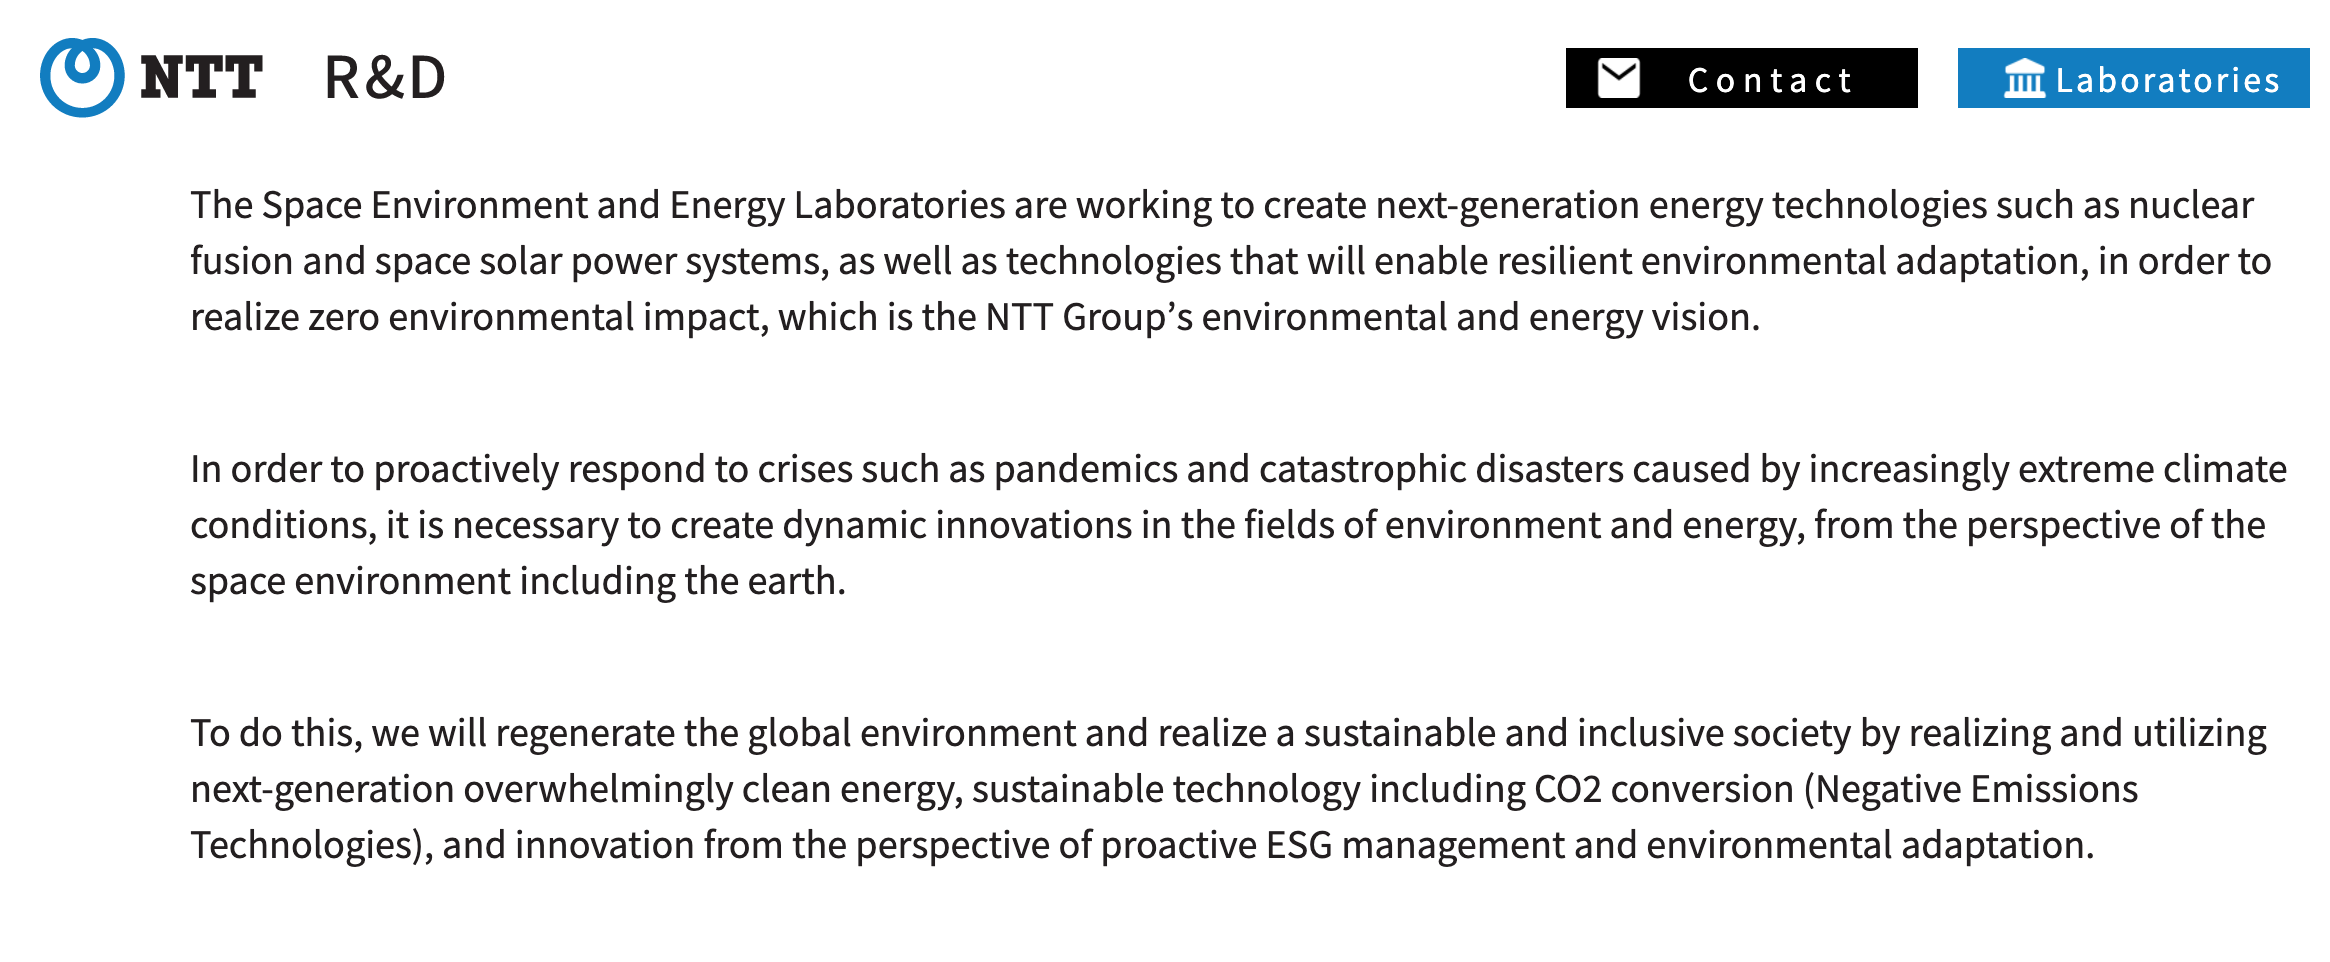 NTT R&D
Contact
Laboratories
The Space Environment and Energy Laboratories are working to create next-generation energy technologies such as nuclear
fusion and space solar power systems, as well as technologies that will enable resilient environmental adaptation, in order to
realize zero environmental impact, which is the NTT Group’s environmental and energy vision.
In order to proactively respond to crises such as pandemics and catastrophic disasters caused by increasingly extreme climate
conditions, it is necessary to create dynamic innovations in the fields of environment and energy, from the perspective of the
space environment including the earth.
To do this, we will regenerate the global environment and realize a sustainable and inclusive society by realizing and utilizing
next-generation overwhelmingly clean energy, sustainable technology including CO2 conversion (Negative Emissions
Technologies), and innovation from the perspective of proactive ESG management and environmental adaptation.